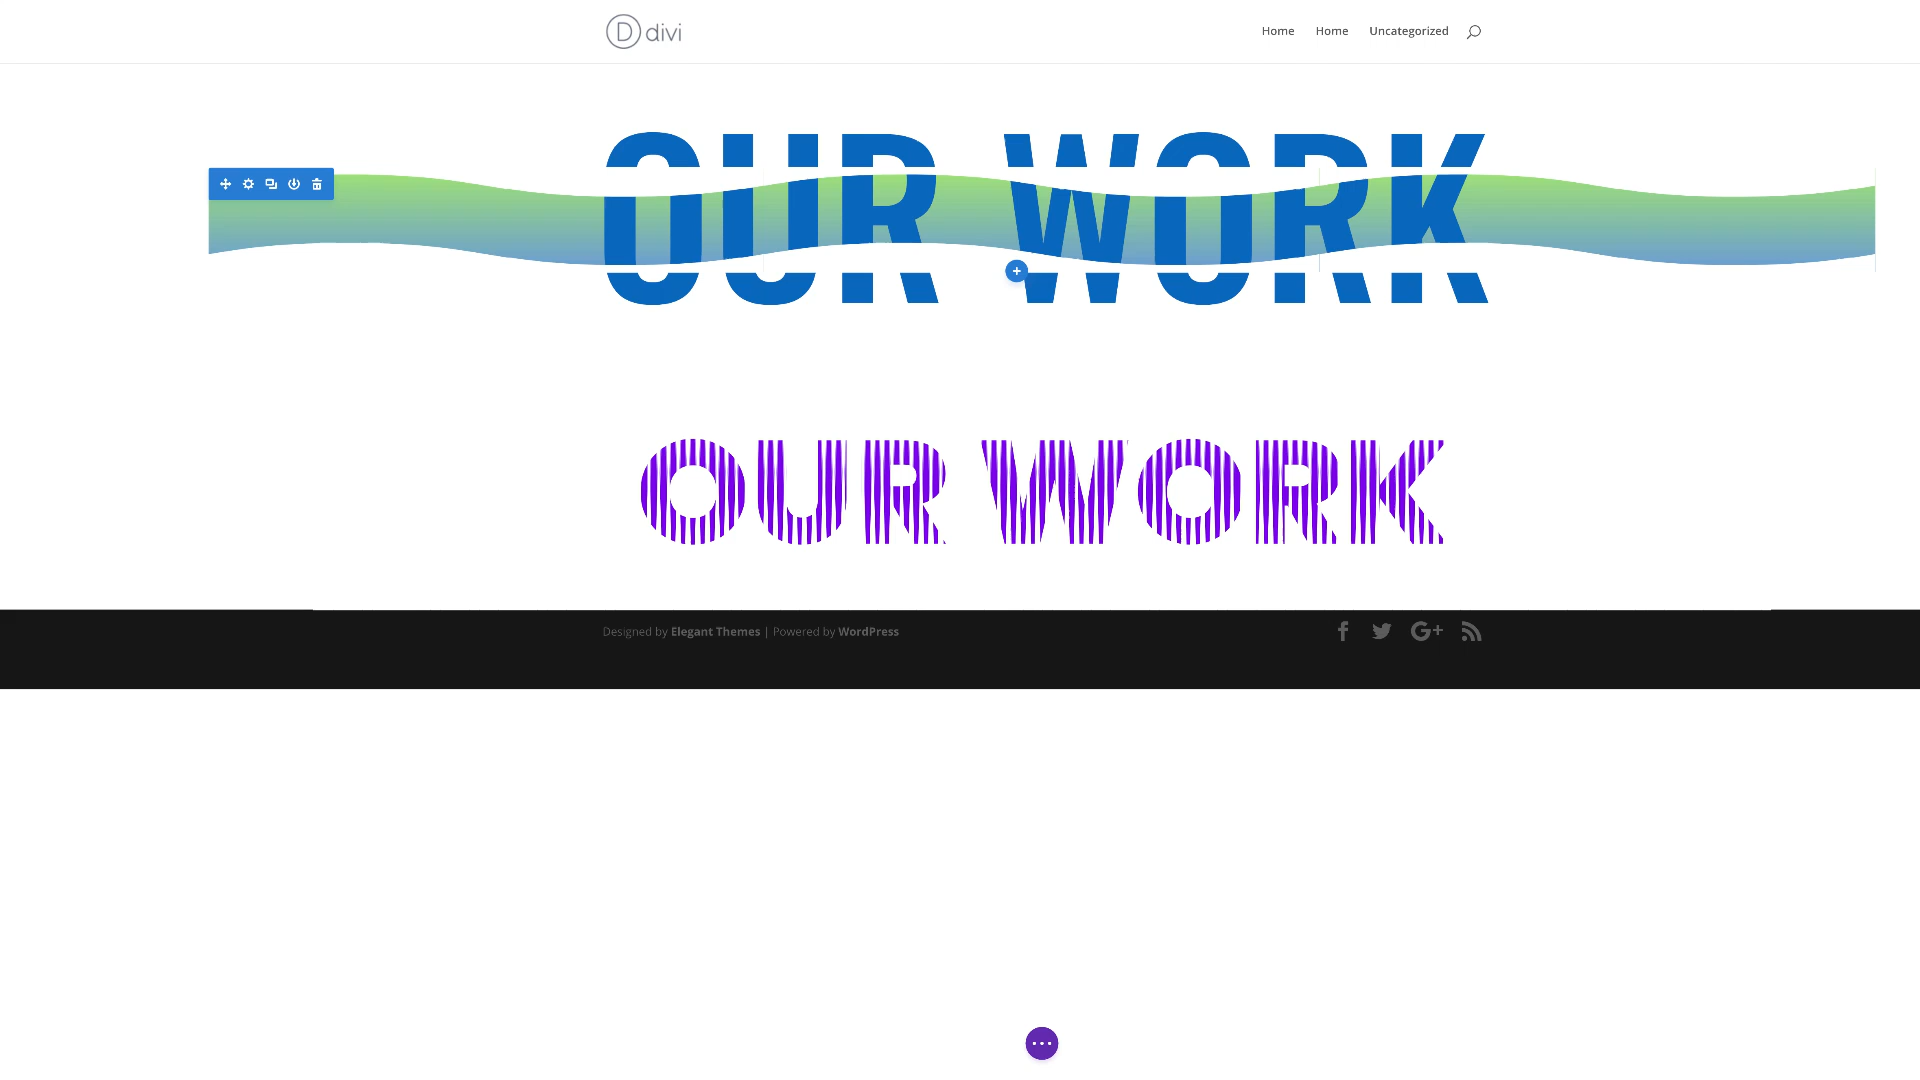 D divi
Home Home Uncategorized
OUR WORK
OUR WORK
Designed by Elegant Themes | Powered by WordPress